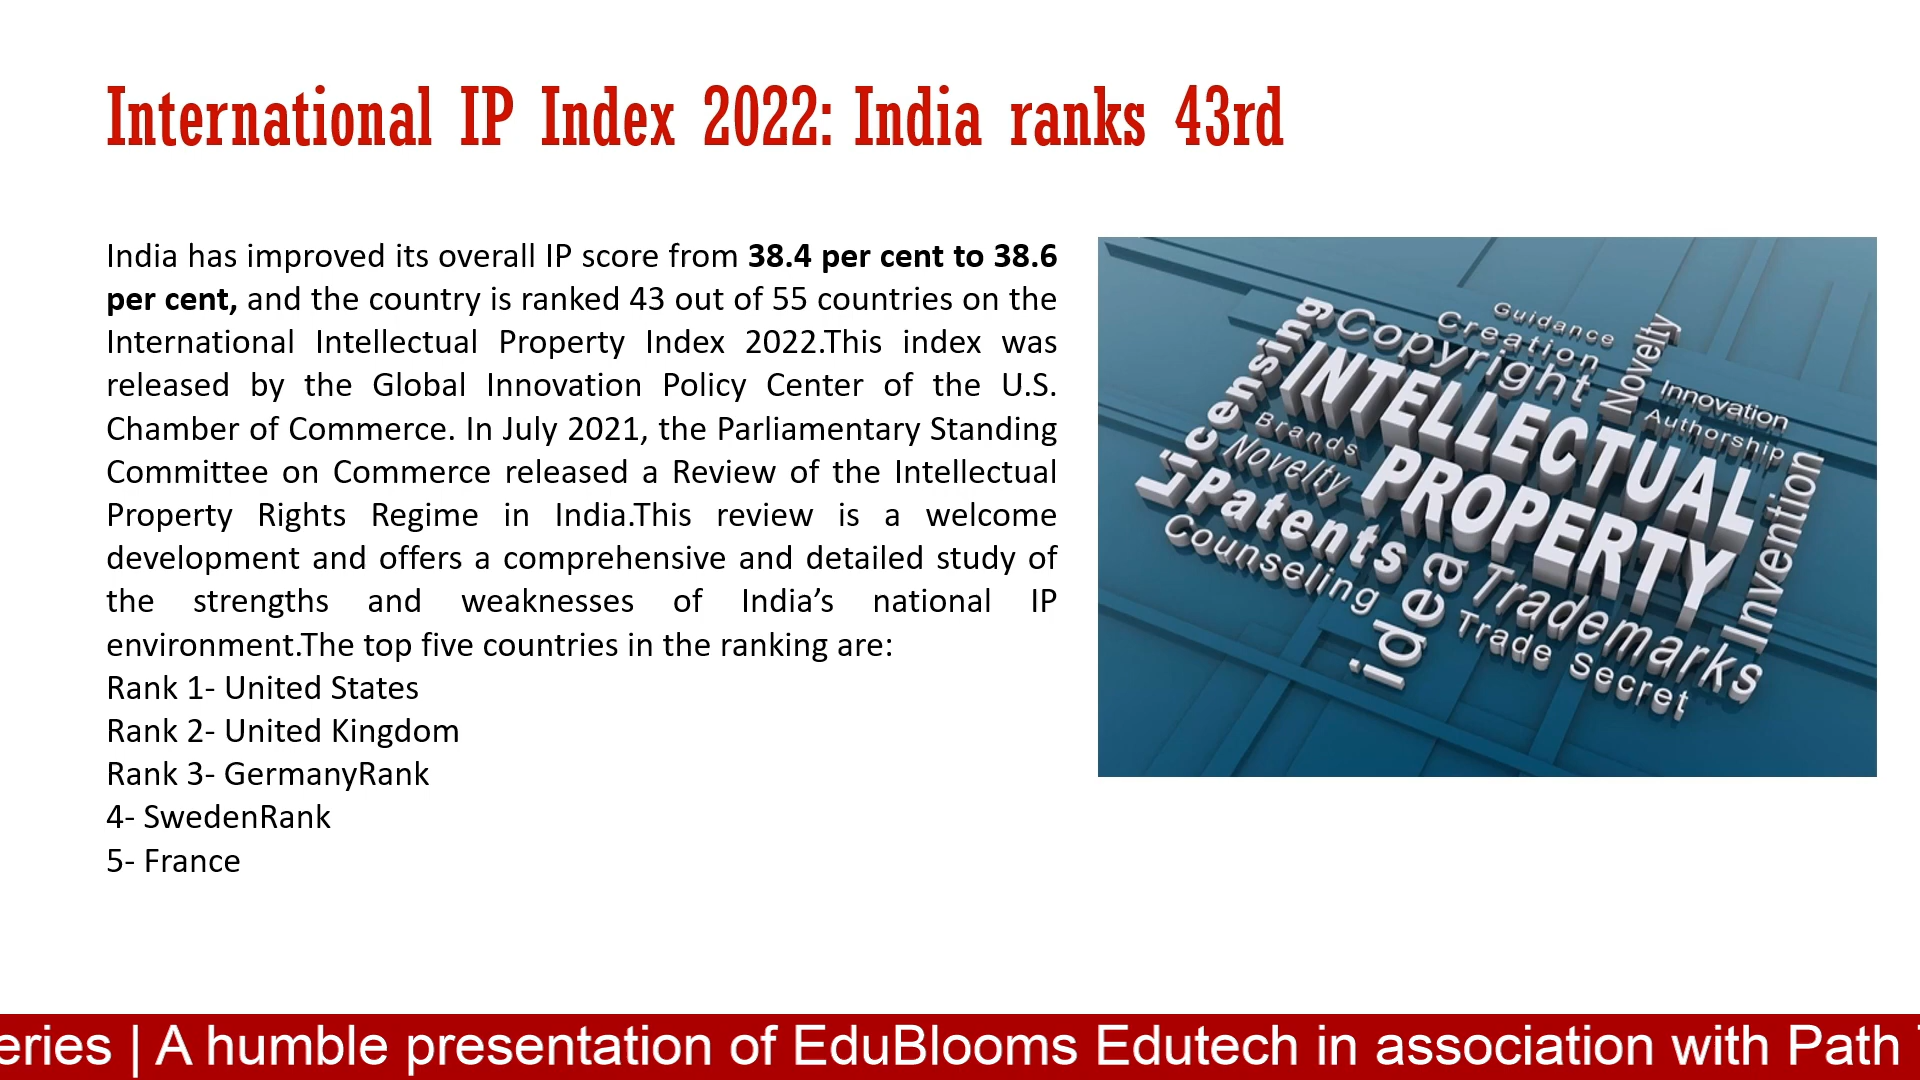 International IP Index 2022: India ranks 43rd
India has improved its overall IP score from 38.4 per cent to 38.6
per cent, and the country is ranked 43 out of 55 countries on the
International Intellectual Property Index 2022.This index was
released by the Global Innovation Policy Center of the U.S.
Chamber of Commerce. In July 2021, the Parliamentary Standing
Committee on Commerce released a Review of the Intellectual
Property Rights Regime in India.This review is a welcome
development and offers a comprehensive and detailed study of
the strengths and weaknesses of India’s national IP
environment.The top five countries in the ranking are:
Rank 1- United States
Rank 2- United Kingdom
Rank 3- GermanyRank
4- SwedenRank
5- France
Guidance
Creation
Copyright
Novelty
Licensing
INTELLECTUAL
Innovation
Authorship
Brands
Novelty
PROPERTY
Patents
Invention
Counseling
idea
Trademarks
Trade Secret
eries | A humble presentation of EduBlooms Edutech in association with Path